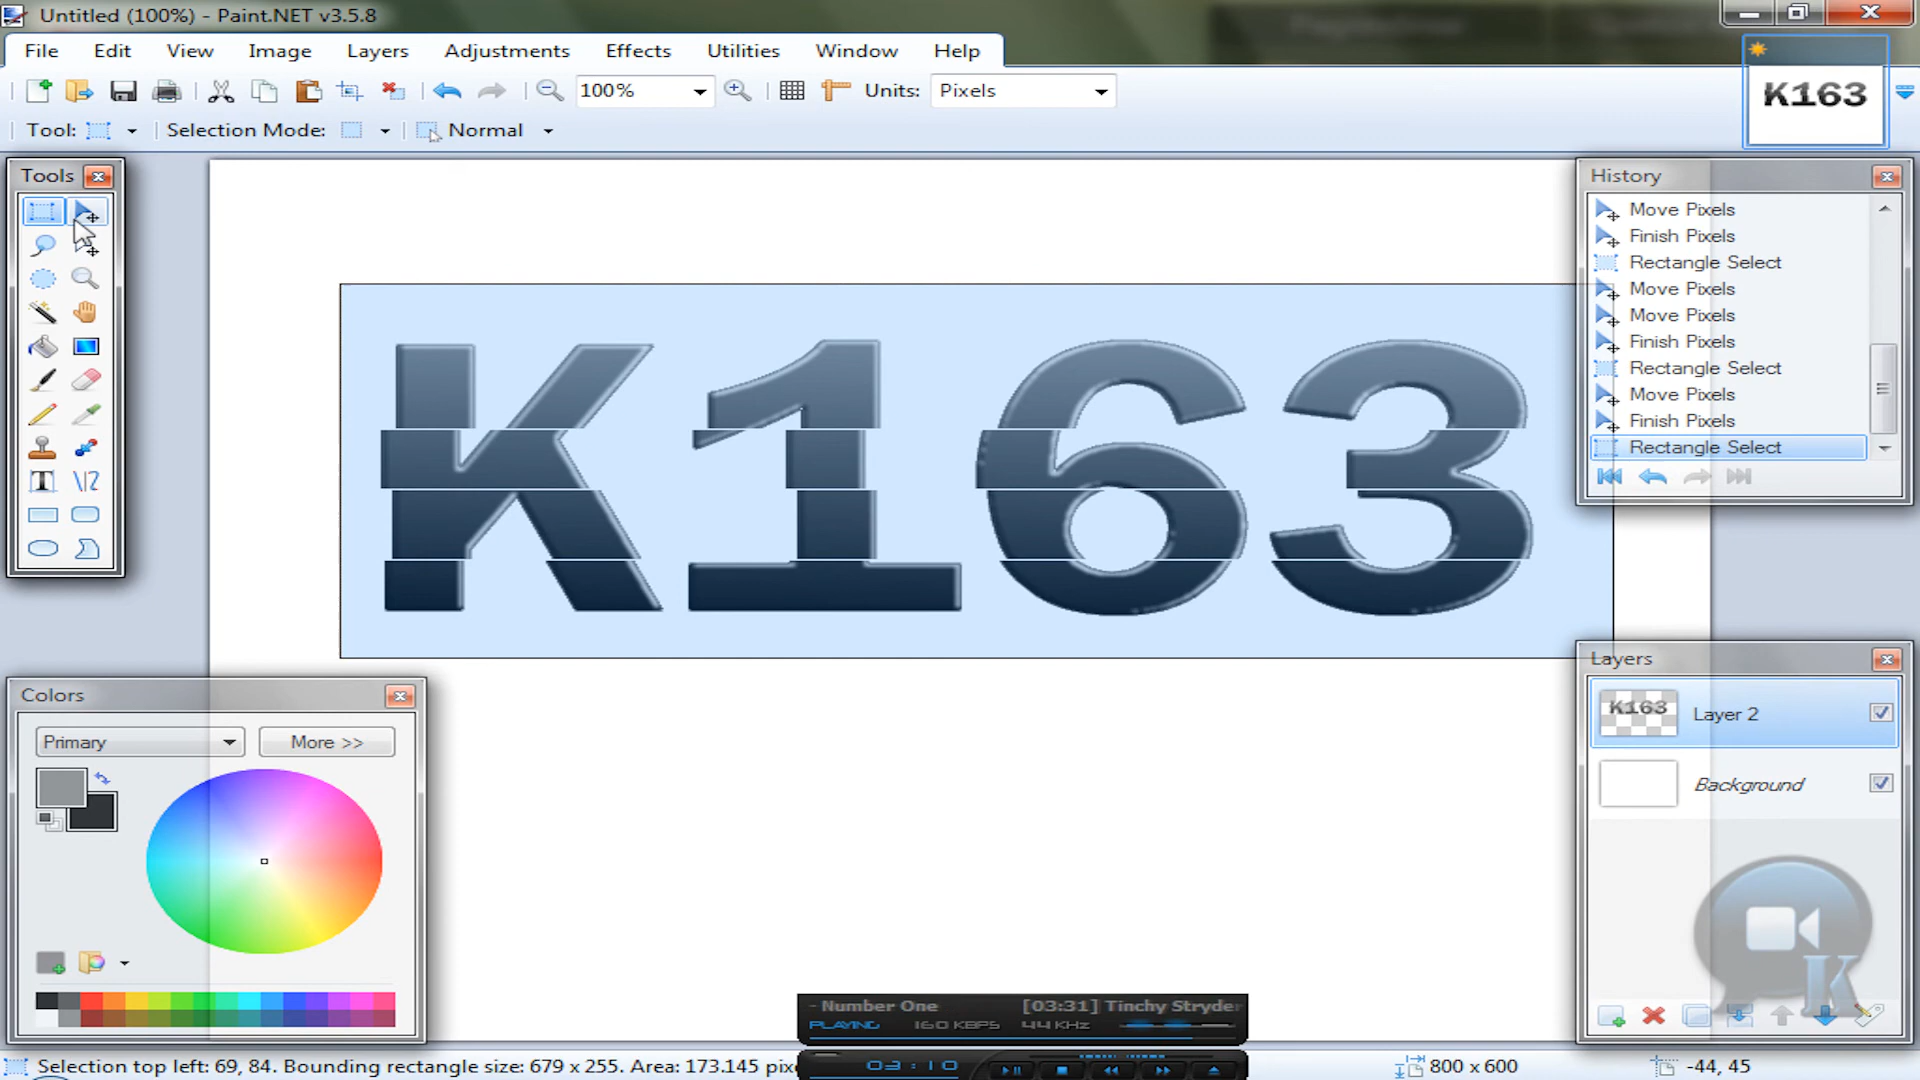 Untitled (100%) - Paint.NET v3.5.8
File Edit View Image Layers Adjustments Effects Utilities Window Help
100% Units: Pixels
K163
Tool: Selection Mode: Normal
Tools
History
Move Pixels
Finish Pixels
Rectangle Select
Move Pixels
Move Pixels
Finish Pixels
Rectangle Select
Move Pixels
Finish Pixels
Rectangle Select
K163
Colors
Primary More >>
Layers
K163 Layer 2
Background
K
- Number One [03:31] Tinchy Stryder
PLAYING 160 KBPS 44 KHz
03:10
Selection top left: 69, 84. Bounding rectangle size: 679 x 255. Area: 173.145 pix
800 x 600 -44, 45